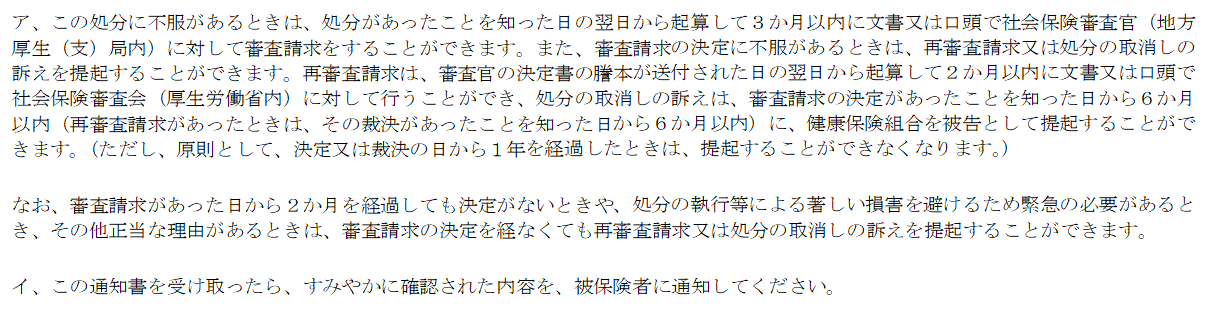 ア、この処分に不服があるときは、処分があったことを知った日の翌日から起算して３か月以内に文書又は口頭で社会保険審査官（地方
厚生（支）局内）に対して審査請求をすることができます。また、審査請求の決定に不服があるときは、再審査請求又は処分の取消しの
訴えを提起することができます。再審査請求は、審査官の決定書の謄本が送付された日の翌日から起算して２か月以内に文書又は口頭で
社会保険審査会（厚生労働省内）に対して行うことができ、処分の取消しの訴えは、審査請求の決定があったことを知った日から６か月
以内（再審査請求があったときは、その裁決があったことを知った日から６か月以内）に、健康保険組合を被告として提起することがで
きます。（ただし、原則として、決定又は裁決の日から１年を経過したときは、提起することができなくなります。）
なお、審査請求があった日から２か月を経過しても決定がないときや、処分の執行等による著しい損害を避けるため緊急の必要があると
き、その他正当な理由があるときは、審査請求の決定を経なくても再審査請求又は処分の取消しの訴えを提起することができます。
イ、この通知書を受け取ったら、すみやかに確認された内容を、被保険者に通知してください。